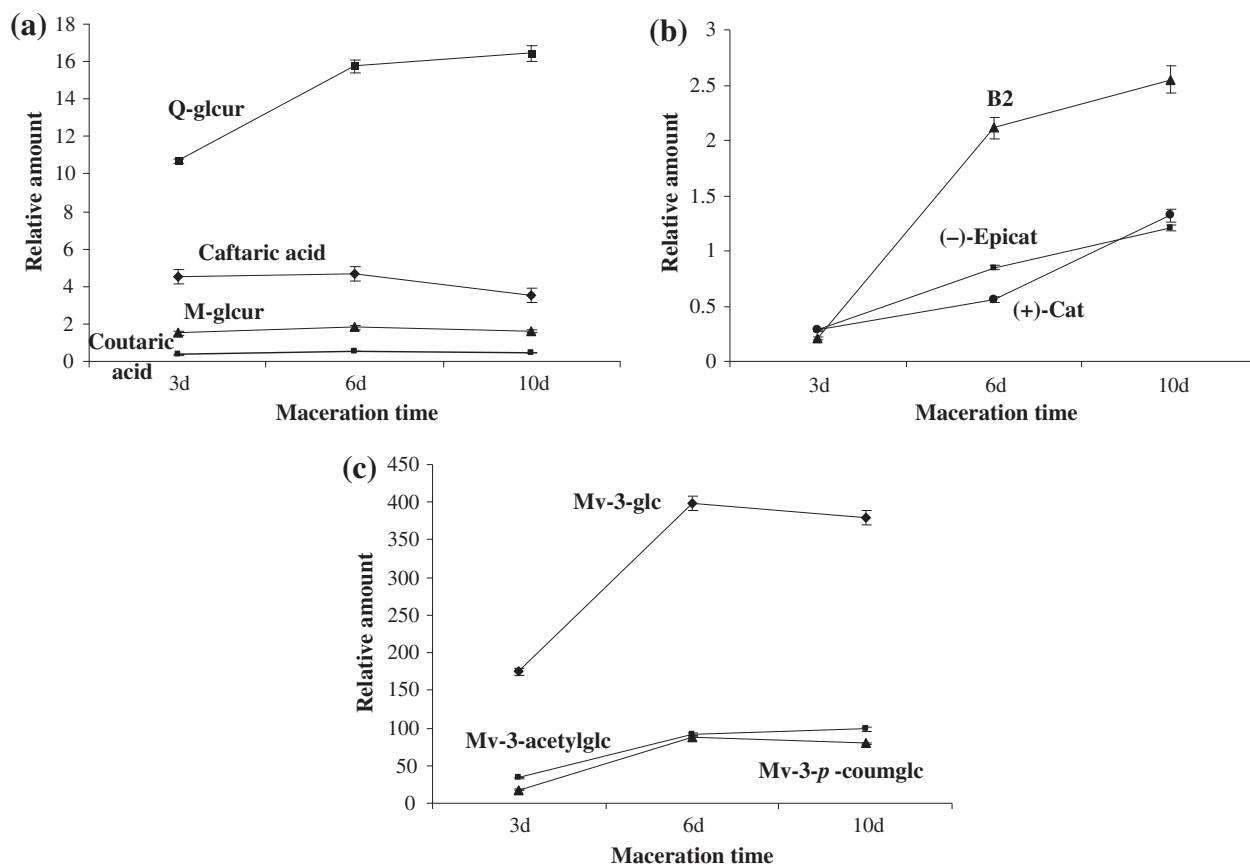 (a)
18
16
14
12
10
8
6
4
2
0
Relative amount
Q-glcur
Caftaric acid
M-glcur
Coutaric
acid
3d 6d 10d
Maceration time
(b)
3
2.5
2
1.5
1
0.5
0
Relative amount
B2
(−)-Epicat
(+)-Cat
3d 6d 10d
Maceration time
(c)
450
400
350
300
250
200
150
100
50
0
Relative amount
Mv-3-glc
Mv-3-acetylglc
Mv-3-p -coumglc
3d 6d 10d
Maceration time